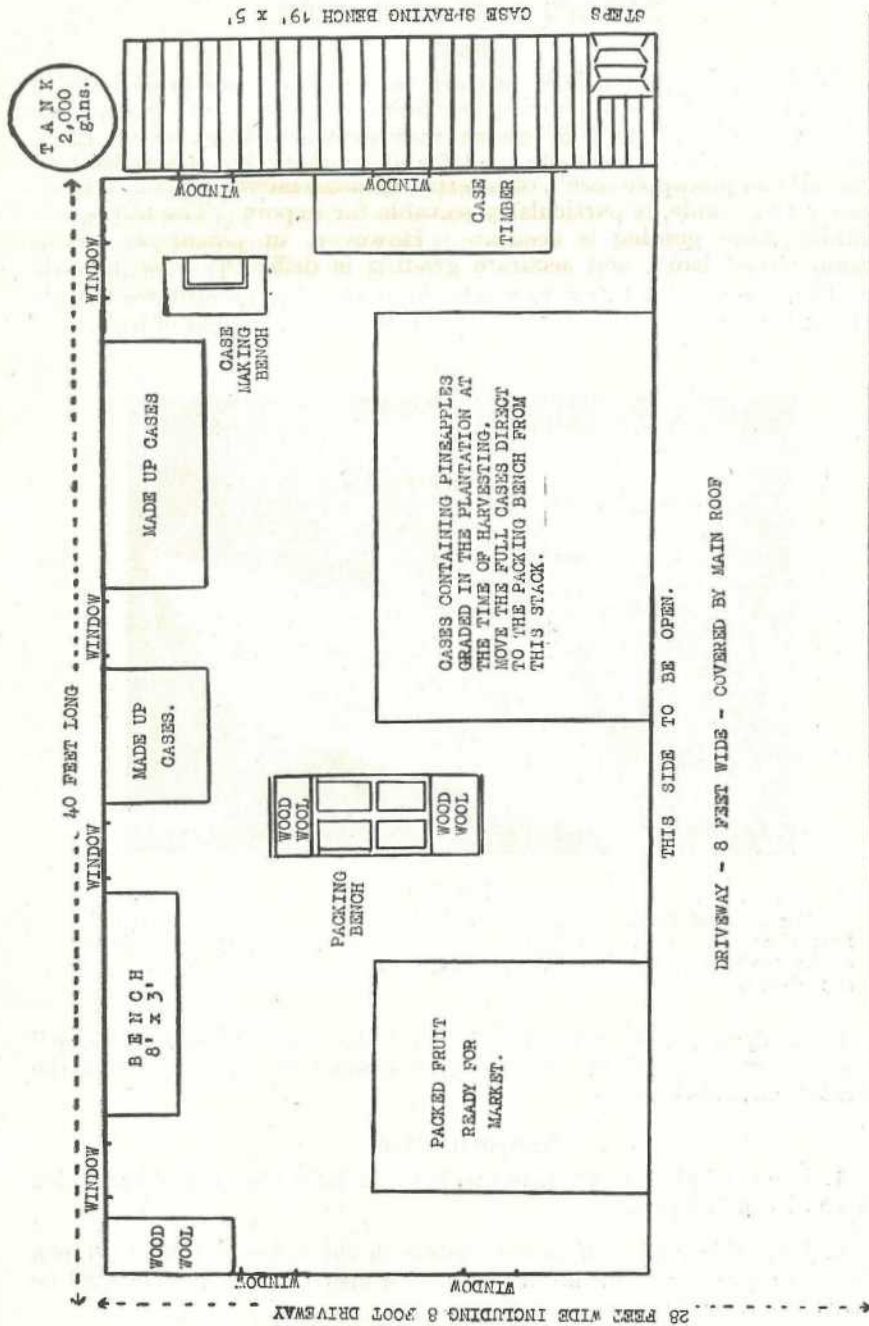 40 FEET LONG
28 FEET WIDE INCLUDING 8 FOOT DRIVEWAY
WINDOW
WINDOW
WINDOW
WINDOW
TANK
2,000
glns.
WOOD
WOOL
BENCH
8' x 3'
MADE UP
CASES.
MADE UP CASES
CASE
MAKING
BENCH
WINDOW
WINDOW
WINDOW
WINDOW
CASE
TIMBER
CASE SPRAYING BENCH 19' x 5'
STEPS
PACKING
BENCH
WOOD
WOOL
WOOD
WOOL
PACKED FRUIT
READY FOR
MARKET.
CASES CONTAINING PINEAPPLES
GRADED IN THE PLANTATION AT
THE TIME OF HARVESTING.
MOVE THE FULL CASES DIRECT
TO THE PACKING BENCH FROM
THIS STACK.
THIS SIDE TO BE OPEN.
DRIVEWAY - 8 FEET WIDE - COVERED BY MAIN ROOF